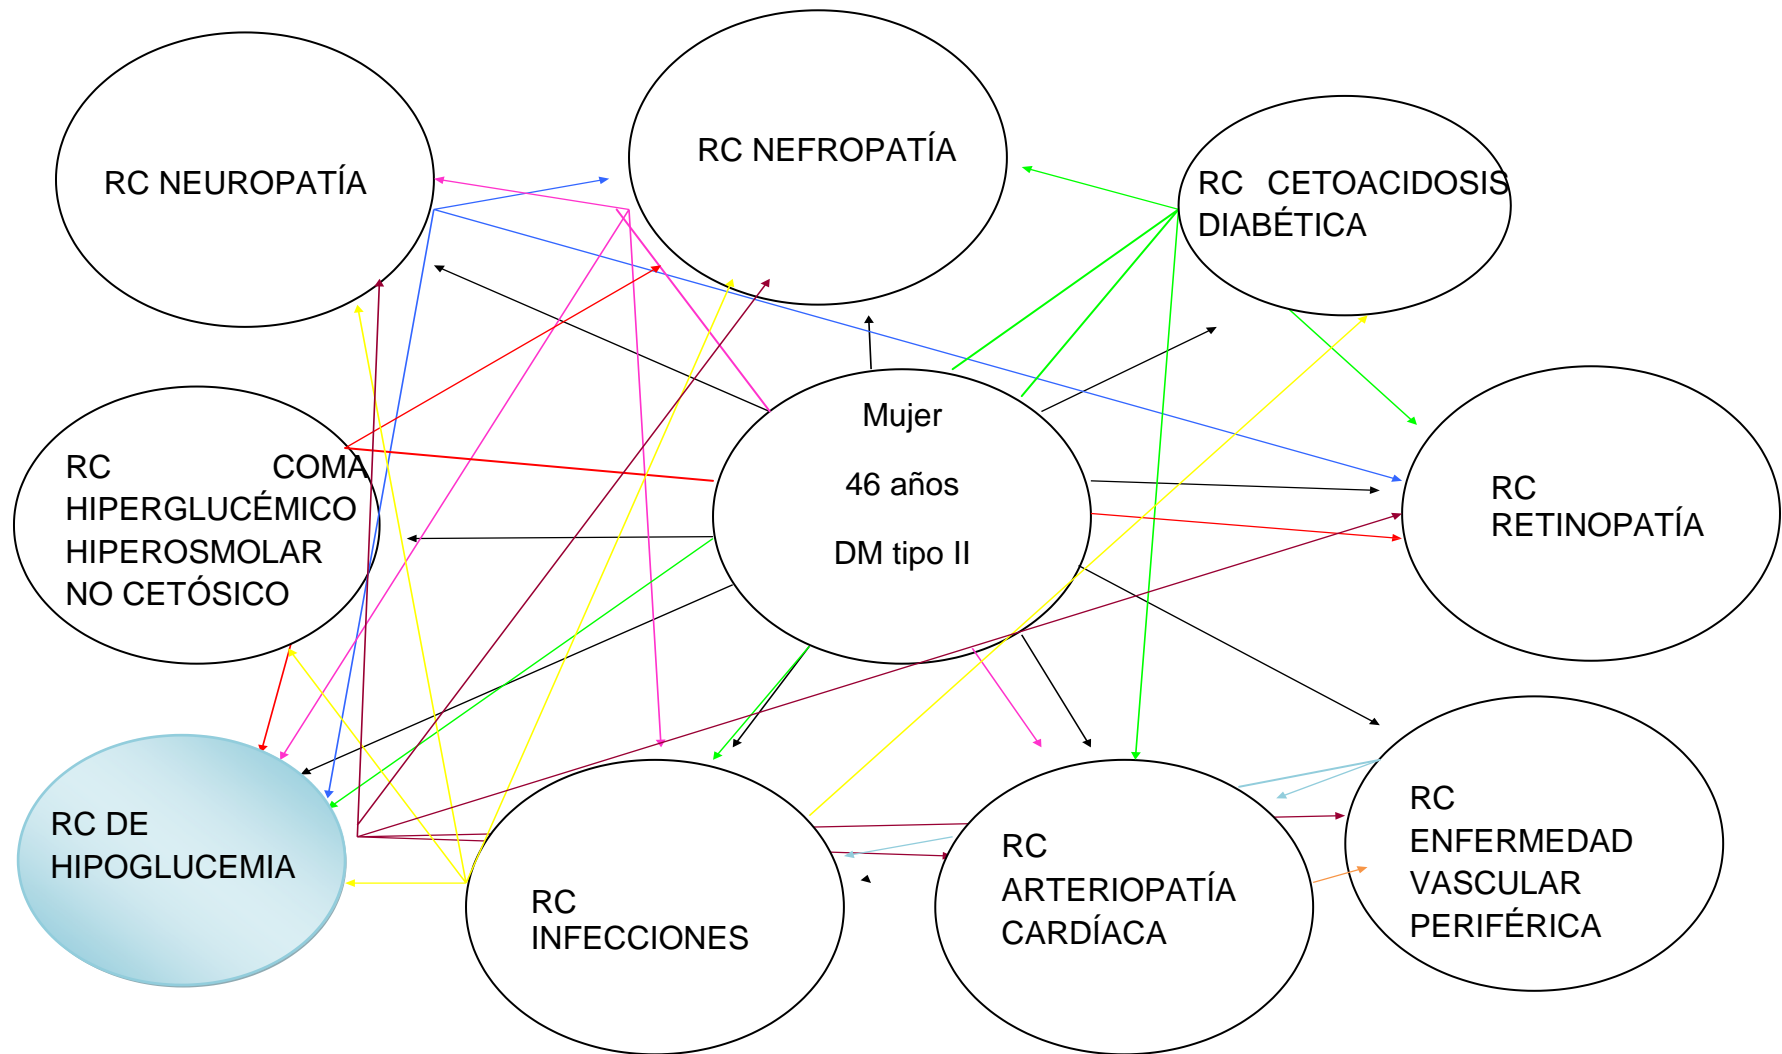 RC NEUROPATÍA
RC NEFROPATÍA
RC CETOACIDOSIS
DIABÉTICA
Mujer
46 años
DM tipo II
RC COMA
HIPERGLUCÉMICO
HIPEROSMOLAR
NO CETÓSICO
RC
RETINOPATÍA
RC DE
HIPOGLUCEMIA
RC
INFECCIONES
RC
ARTERIOPATÍA
CARDÍACA
RC
ENFERMEDAD
VASCULAR
PERIFÉRICA